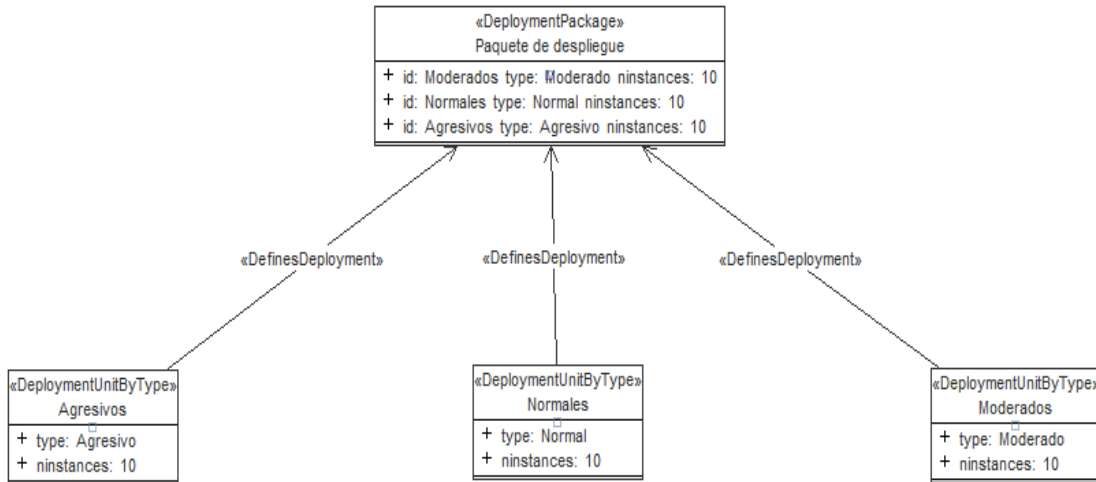 «DeploymentPackage»
Paquete de despliegue
+ id: Moderados type: Moderado ninstances: 10
+ id: Normales type: Normal ninstances: 10
+ id: Agresivos type: Agresivo ninstances: 10
«DefinesDeployment»
«DefinesDeployment»
«DefinesDeployment»
«DeploymentUnitByType»
Agresivos
+ type: Agresivo
+ ninstances: 10
«DeploymentUnitByType»
Normales
+ type: Normal
+ ninstances: 10
«DeploymentUnitByType»
Moderados
+ type: Moderado
+ ninstances: 10